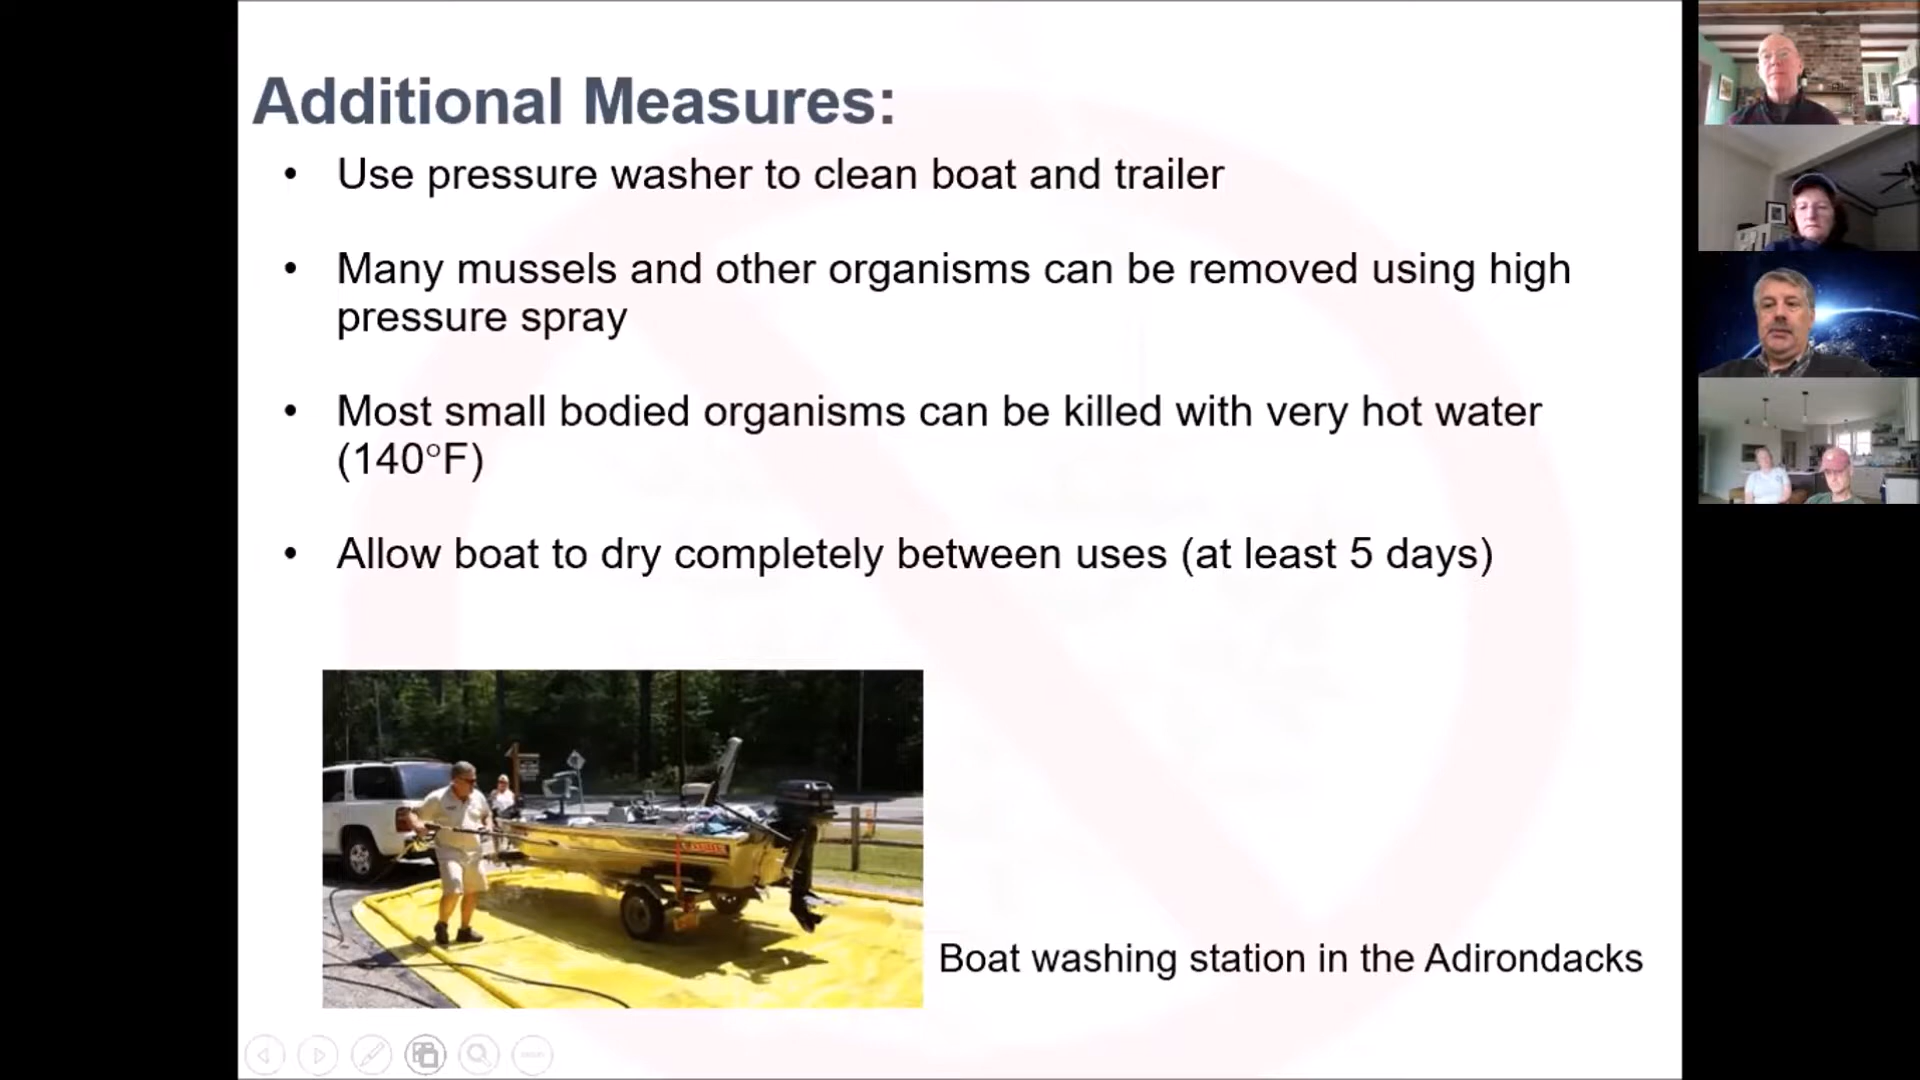 Additional Measures:
• Use pressure washer to clean boat and trailer
• Many mussels and other organisms can be removed using high
pressure spray
• Most small bodied organisms can be killed with very hot water
(140°F)
• Allow boat to dry completely between uses (at least 5 days)
Boat washing station in the Adirondacks